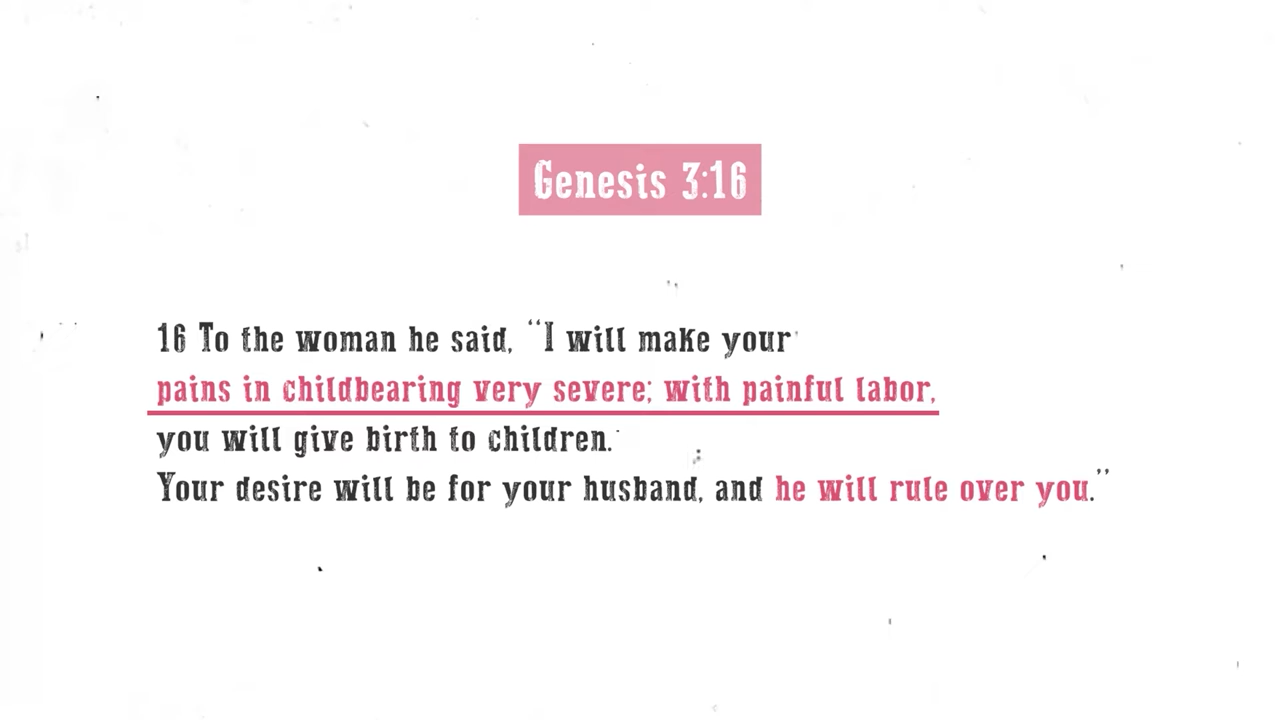 Genesis 3:16
16 To the woman he said, “I will make your
pains in childbearing very severe; with painful labor,
you will give birth to children.
Your desire will be for your husband, and he will rule over you.”